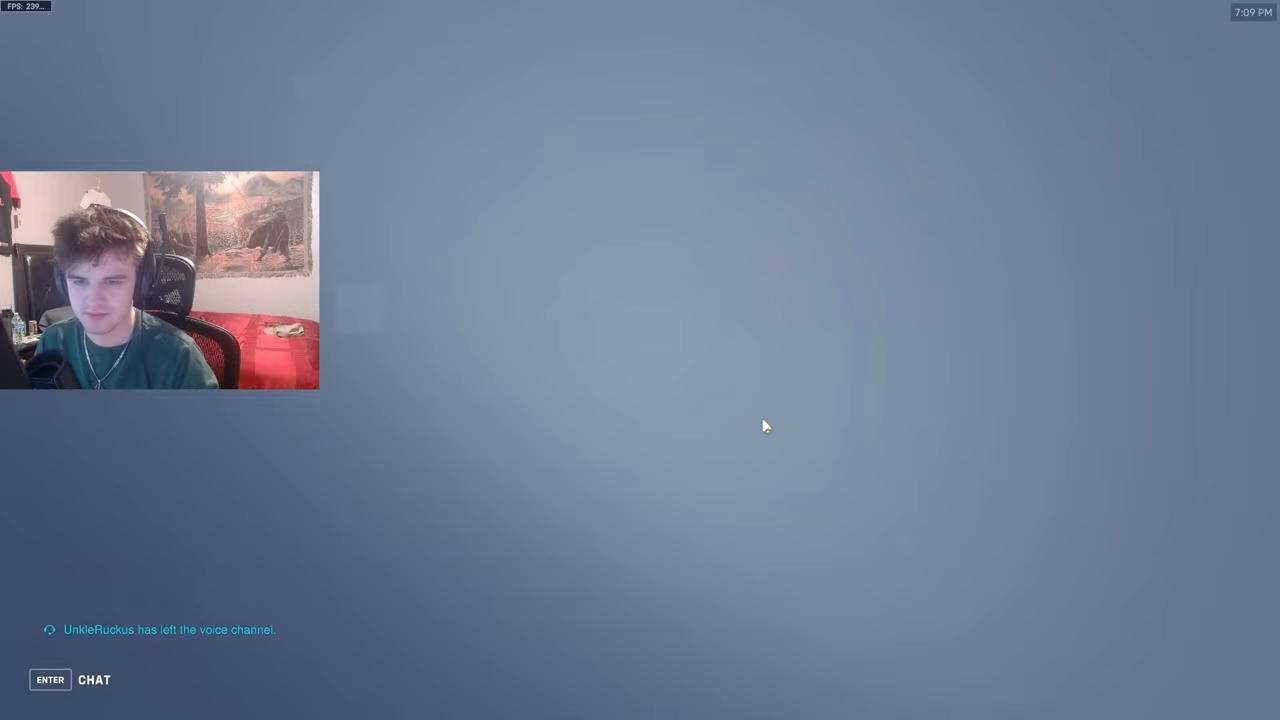 FPS: 239...
7:09 PM
UnkleRuckus has left the voice channel.
ENTER CHAT